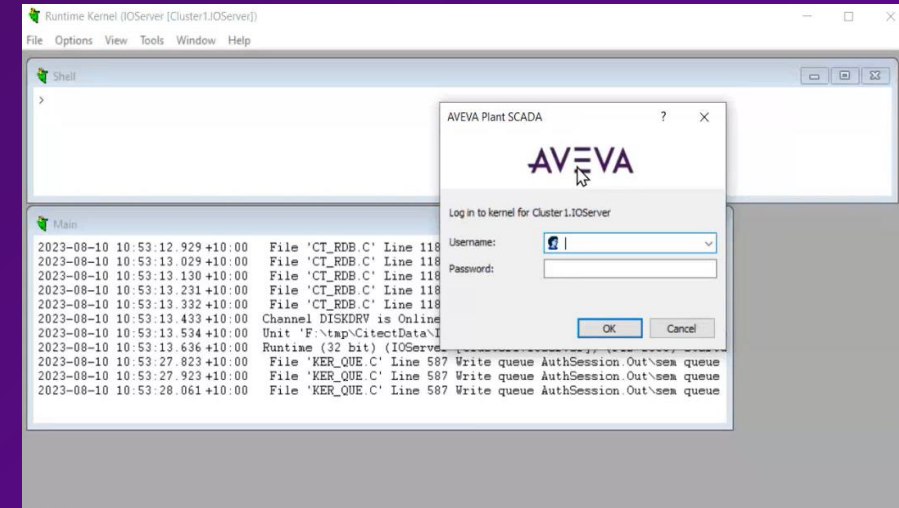 Runtime Kernel (IOServer [Cluster1.IOServer])
File Options View Tools Window Help
Shell
>
AVEVA Plant SCADA
AVEVA
Log in to kernel for Cluster1.IOServer
Username:
Password:
OK Cancel
Main
2023-08-10 10:53:12.929 +10:00 File 'CT_RDB.C' Line 118
2023-08-10 10:53:13.029 +10:00 File 'CT_RDB.C' Line 118
2023-08-10 10:53:13.130 +10:00 File 'CT_RDB.C' Line 118
2023-08-10 10:53:13.231 +10:00 File 'CT_RDB.C' Line 118
2023-08-10 10:53:13.332 +10:00 File 'CT_RDB.C' Line 118
2023-08-10 10:53:13.433 +10:00 Channel DISKDRV is Online
2023-08-10 10:53:13.534 +10:00 Unit 'F:\tmp\CitectData\I
2023-08-10 10:53:13.636 +10:00 Runtime (32 bit) (IOServer
2023-08-10 10:53:27.823 +10:00 File 'KER_QUE.C' Line 587 Write queue AuthSession.Out\sem queue
2023-08-10 10:53:27.923 +10:00 File 'KER_QUE.C' Line 587 Write queue AuthSession.Out\sem queue
2023-08-10 10:53:28.061 +10:00 File 'KER_QUE.C' Line 587 Write queue AuthSession.Out\sem queue